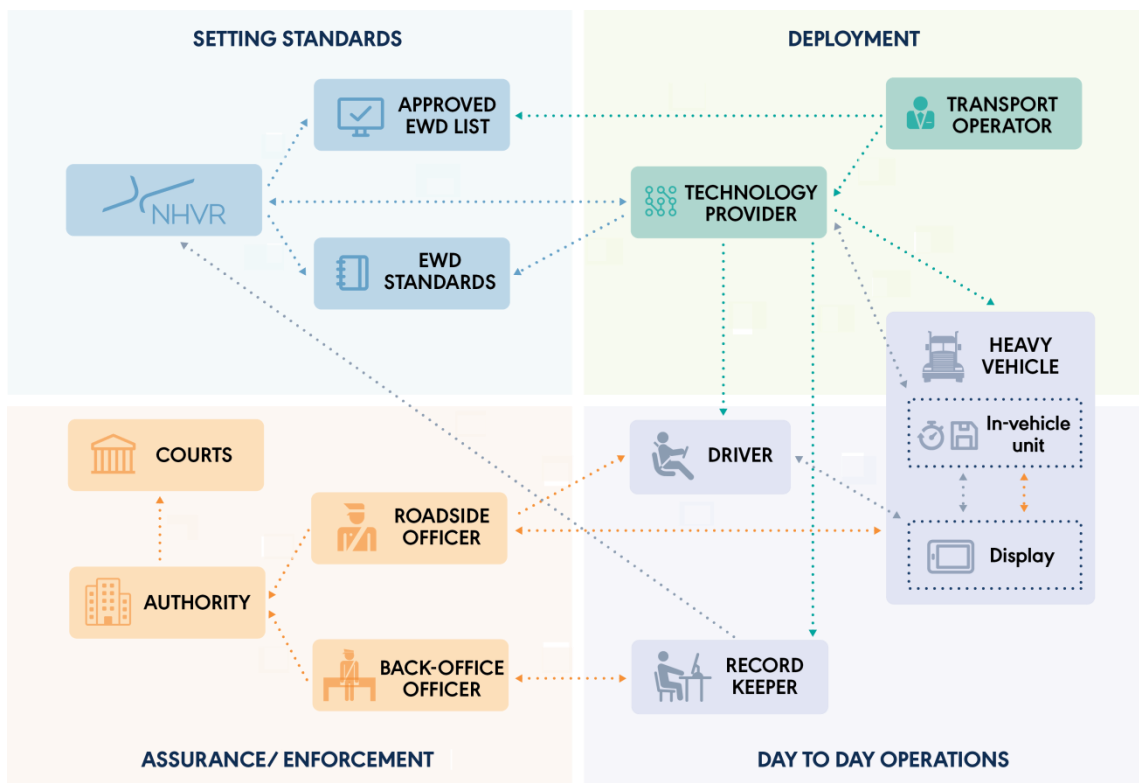 SETTING STANDARDS
DEPLOYMENT
APPROVED
EWD LIST
TRANSPORT
OPERATOR
NHVR
TECHNOLOGY
PROVIDER
EWD
STANDARDS
HEAVY
VEHICLE
In-vehicle
unit
Display
COURTS
ROADSIDE
OFFICER
AUTHORITY
BACK-OFFICE
OFFICER
DRIVER
RECORD
KEEPER
ASSURANCE/ ENFORCEMENT
DAY TO DAY OPERATIONS